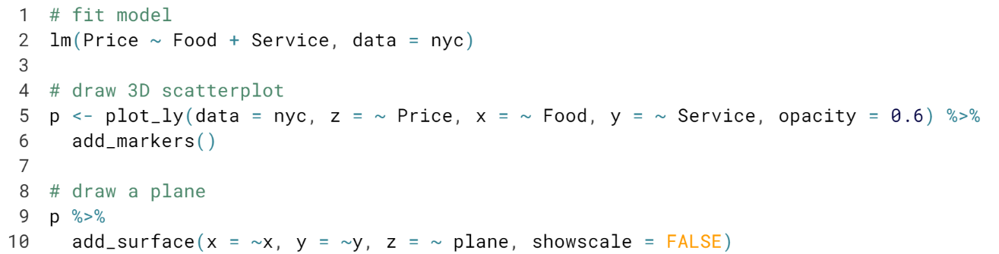 1 # fit model
2 lm(Price ~ Food + Service, data = nyc)
3
4 # draw 3D scatterplot
5 p <- plot_ly(data = nyc, z = ~ Price, x = ~ Food, y = ~ Service, opacity = 0.6) %>%
6   add_markers()
7
8 # draw a plane
9 p %>%
10   add_surface(x = ~x, y = ~y, z = ~ plane, showscale = FALSE)